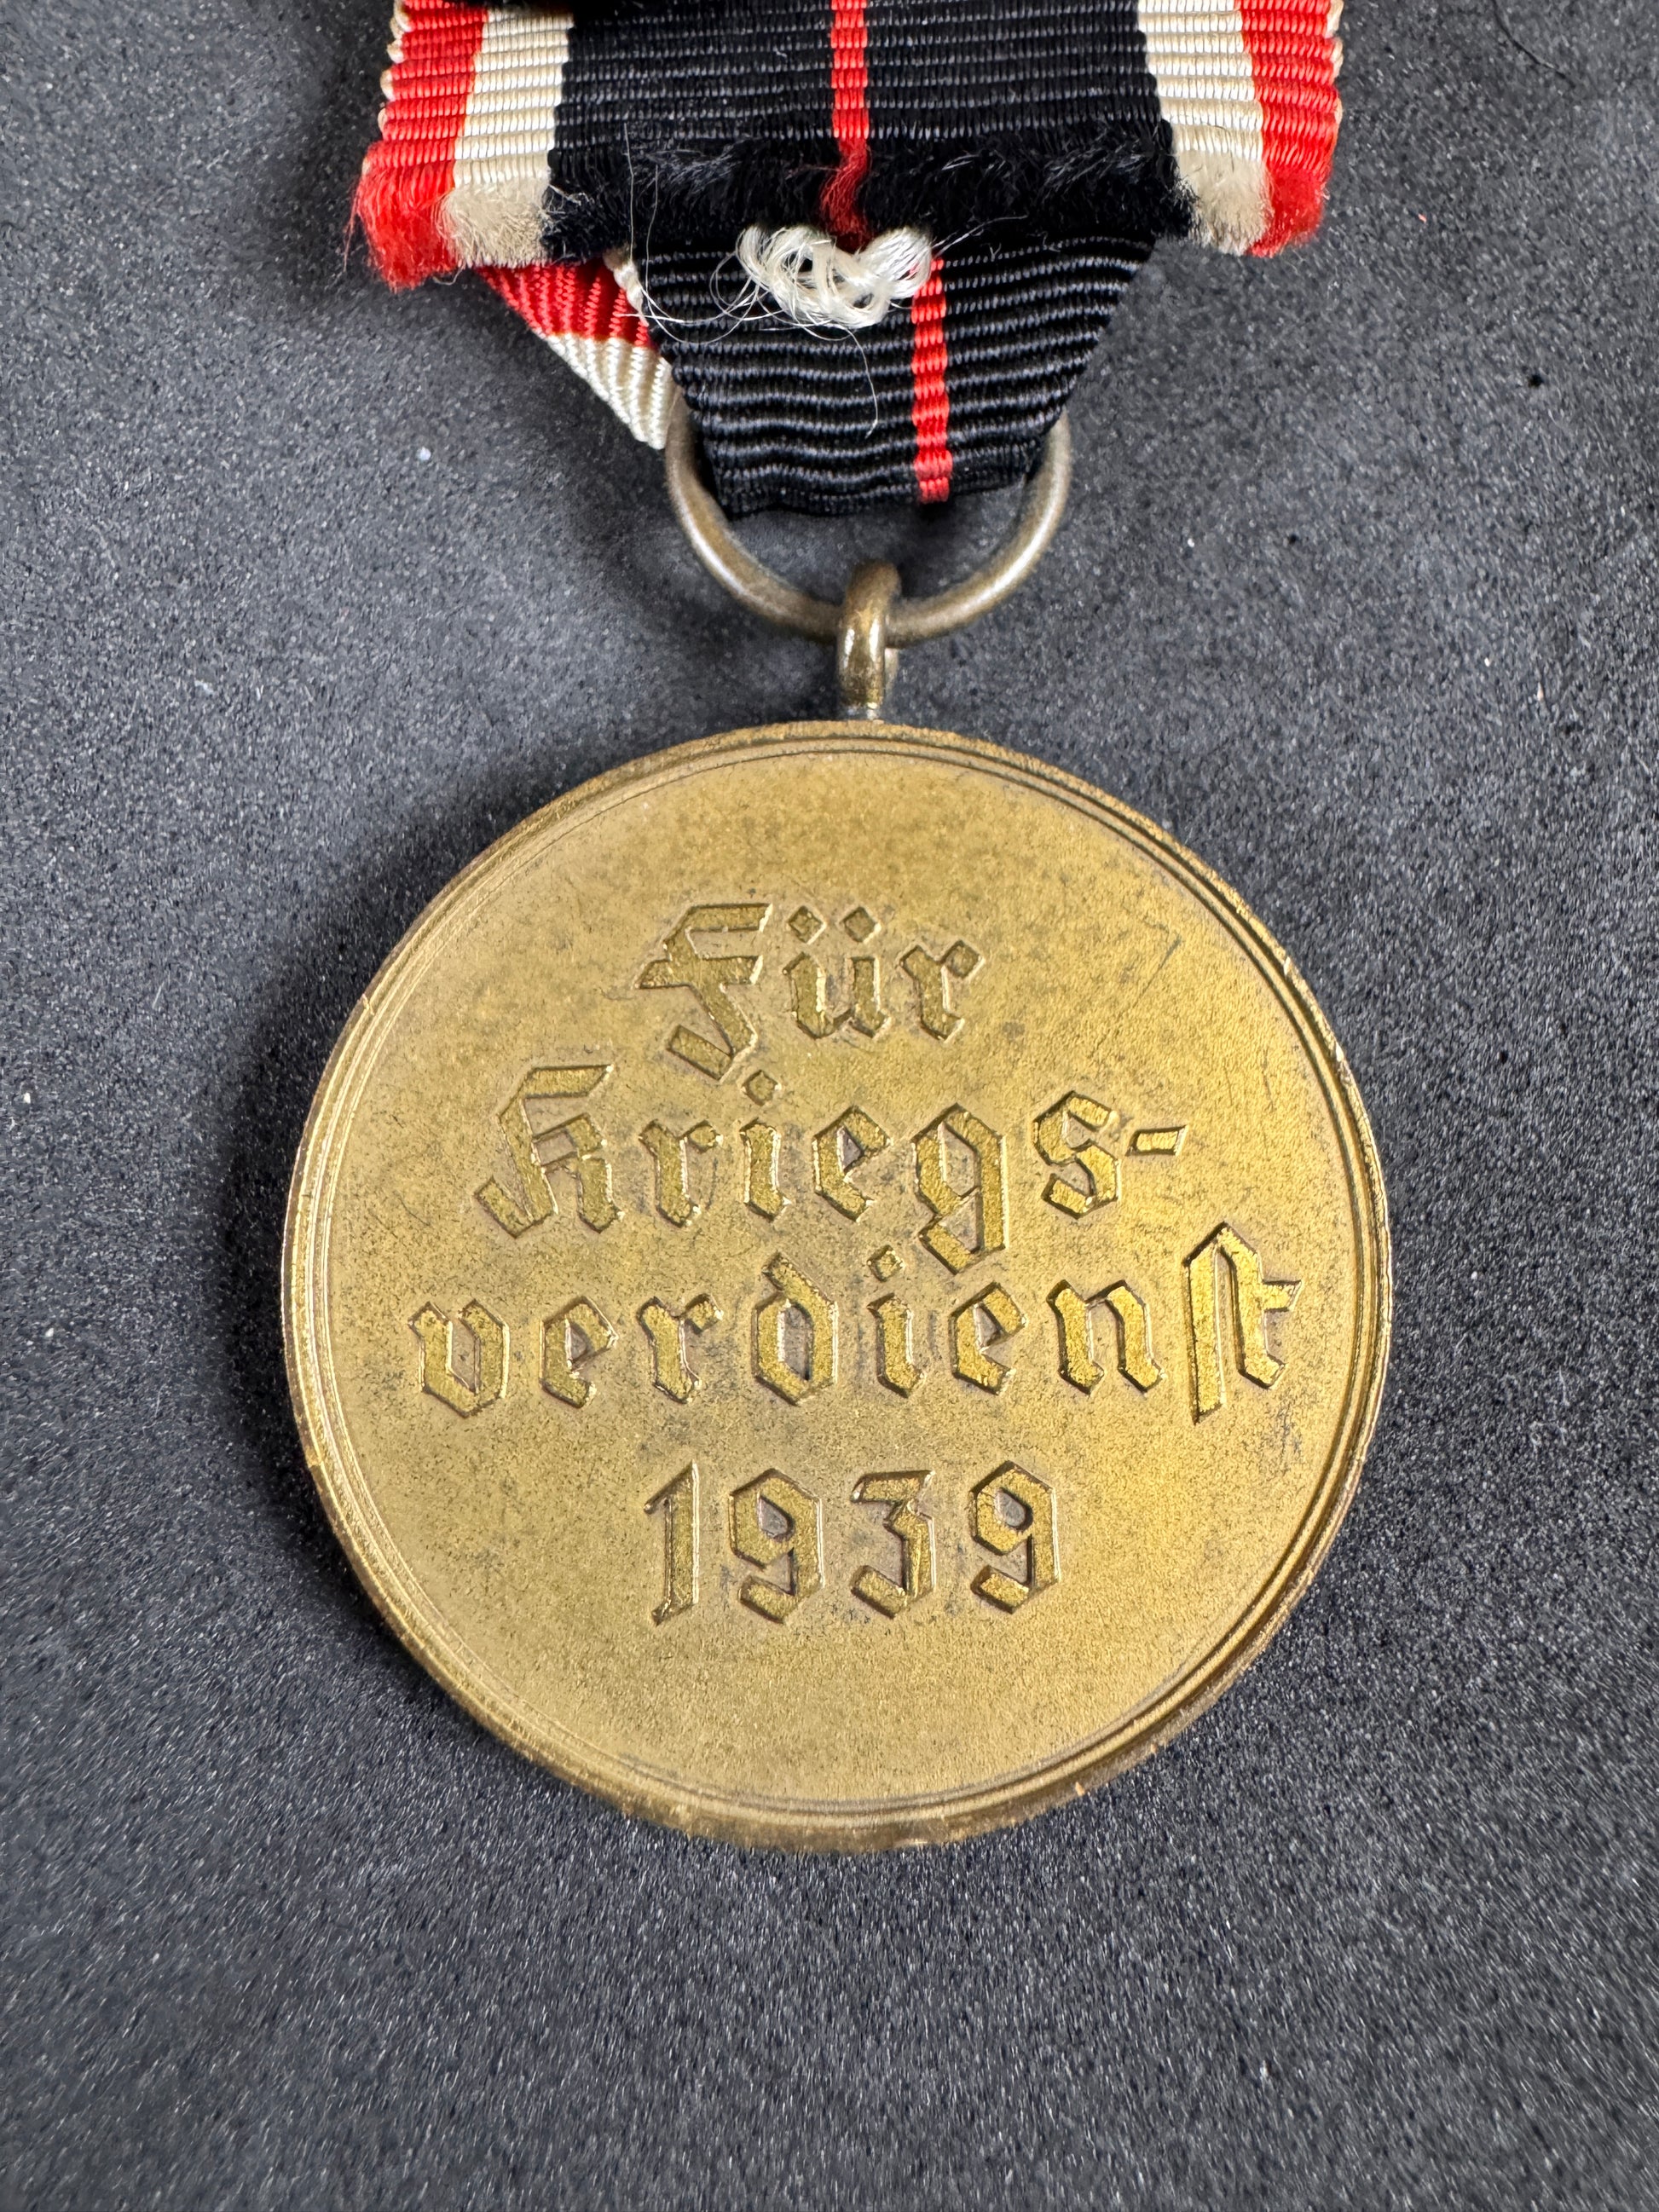 Für
Kriegs-
verdienst
1939